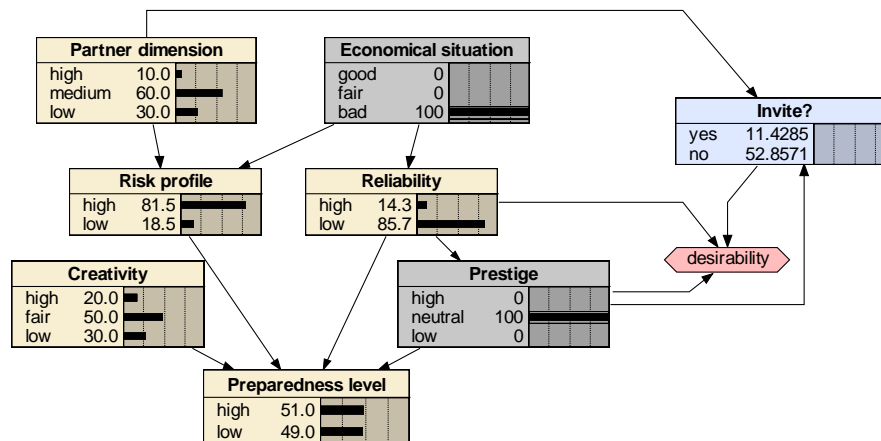 Partner dimension
high 10.0
medium 60.0
low 30.0
Economical situation
good 0
fair 0
bad 100
Invite?
yes 11.4285
no 52.8571
Risk profile
high 81.5
low 18.5
Reliability
high 14.3
low 85.7
desirability
Creativity
high 20.0
fair 50.0
low 30.0
Prestige
high 0
neutral 100
low 0
Preparedness level
high 51.0
low 49.0